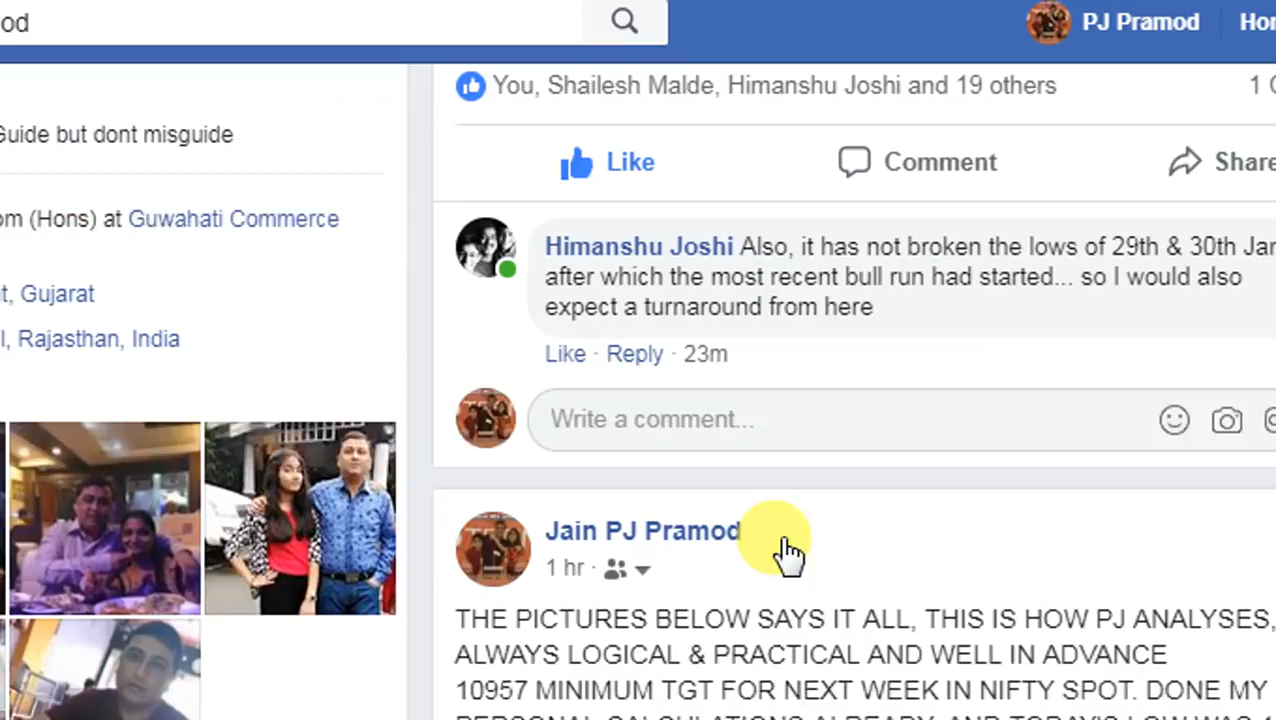 od
PJ Pramod
You, Shailesh Malde, Himanshu Joshi and 19 others
1
Guide but dont misguide
Like
Comment
Share
om (Hons) at Guwahati Commerce
Himanshu Joshi Also, it has not broken the lows of 29th & 30th Jan
after which the most recent bull run had started... so I would also
expect a turnaround from here
t, Gujarat
l, Rajasthan, India
Like · Reply · 23m
Write a comment...
Jain PJ Pramod
1 hr ·
THE PICTURES BELOW SAYS IT ALL, THIS IS HOW PJ ANALYSES,
ALWAYS LOGICAL & PRACTICAL AND WELL IN ADVANCE
10957 MINIMUM TGT FOR NEXT WEEK IN NIFTY SPOT. DONE MY